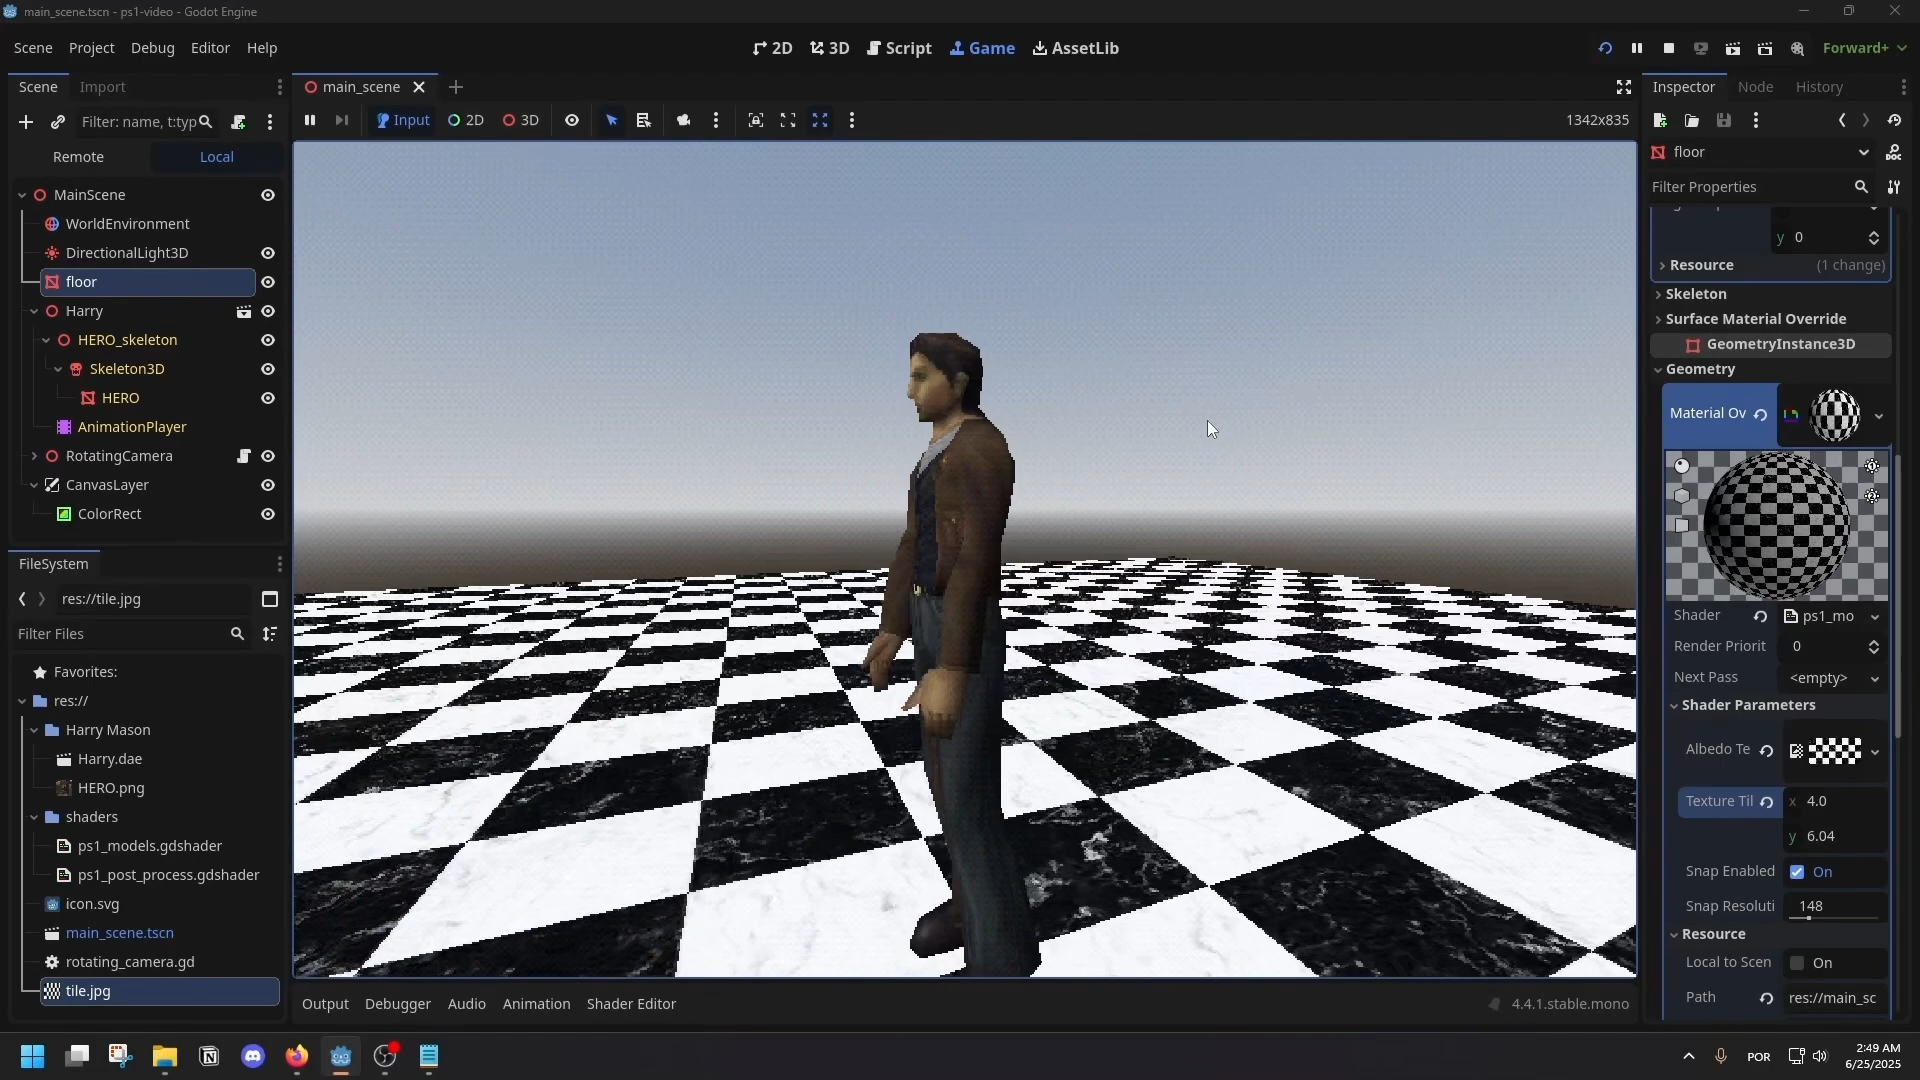 main_scene.tscn - ps1-video - Godot Engine
Scene Project Debug Editor Help
2D 3D Script Game AssetLib
Forward+
Scene Import
main_scene
Inspector Node History
Filter: name, t:typ
Input 2D 3D
1342x835
Remote Local
floor
Filter Properties
MainScene
WorldEnvironment
DirectionalLight3D
floor
Harry
HERO_skeleton
Skeleton3D
HERO
AnimationPlayer
RotatingCamera
CanvasLayer
ColorRect
FileSystem
res://tile.jpg
Filter Files
Favorites:
res://
Harry Mason
Harry.dae
HERO.png
shaders
ps1_models.gdshader
ps1_post_process.gdshader
icon.svg
main_scene.tscn
rotating_camera.gd
tile.jpg
Output Debugger Audio Animation Shader Editor
4.4.1.stable.mono
y 0
Resource (1 change)
Skeleton
Surface Material Override
GeometryInstance3D
Geometry
Material Ov
Shader ps1_mo
Render Priorit 0
Next Pass <empty>
Shader Parameters
Albedo Te
Texture Til x 4.0
y 6.04
Snap Enabled On
Snap Resoluti 148
Resource
Local to Scen On
Path res://main_sc
POR
2:49 AM
6/25/2025